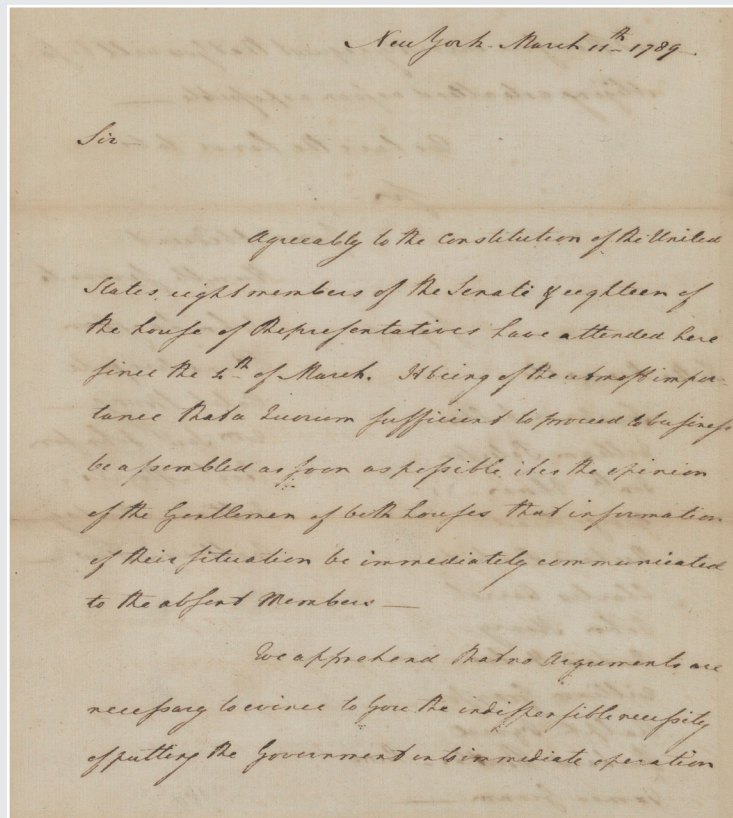 New York March 11th 1789.
Sir
Agreeably to the Constitution of the United
States eight members of the Senate & eighteen of
the house of Representatives have attended here
since the 4th of March. It being of the utmost impor-
tance that a Quorum sufficient to proceed to business
be assembled as soon as possible it is the opinion
of the Gentlemen of both houses that information
of their situation be immediately communicated
to the absent Members —
We apprehend that no Arguments are
necessary to evince to you the indispensible necessity
of putting the Government into immediate operation